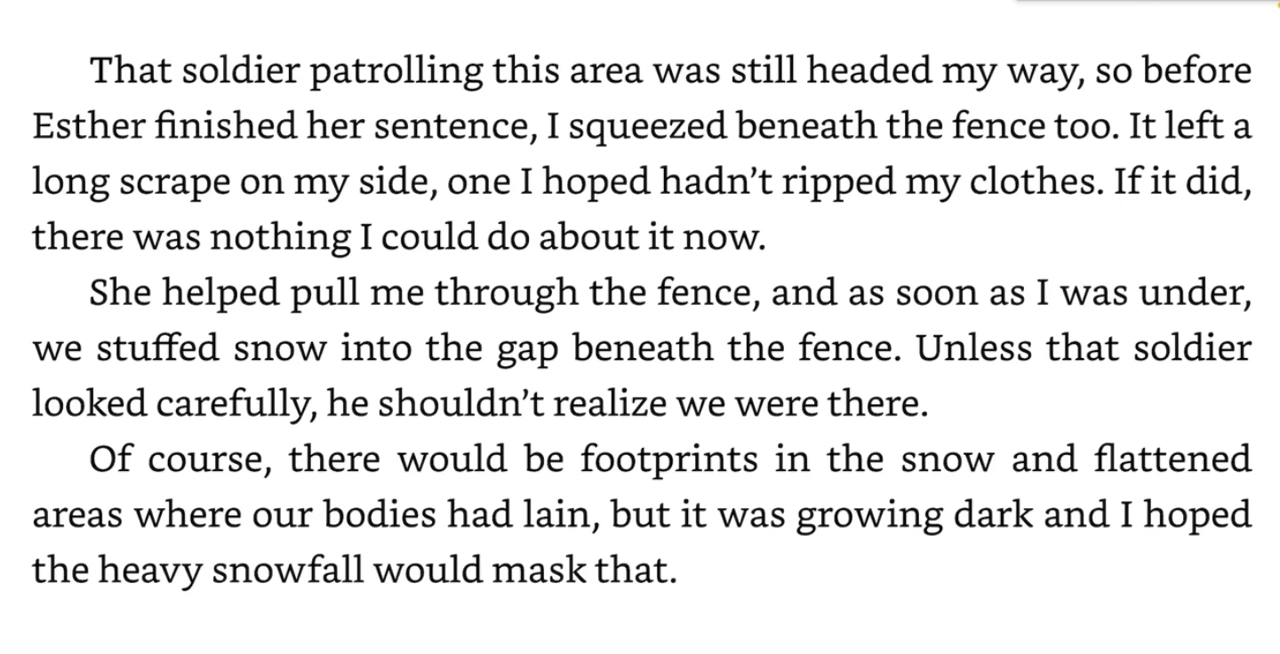 That soldier patrolling this area was still headed my way, so before
Esther finished her sentence, I squeezed beneath the fence too. It left a
long scrape on my side, one I hoped hadn’t ripped my clothes. If it did,
there was nothing I could do about it now.
She helped pull me through the fence, and as soon as I was under,
we stuffed snow into the gap beneath the fence. Unless that soldier
looked carefully, he shouldn’t realize we were there.
Of course, there would be footprints in the snow and flattened
areas where our bodies had lain, but it was growing dark and I hoped
the heavy snowfall would mask that.